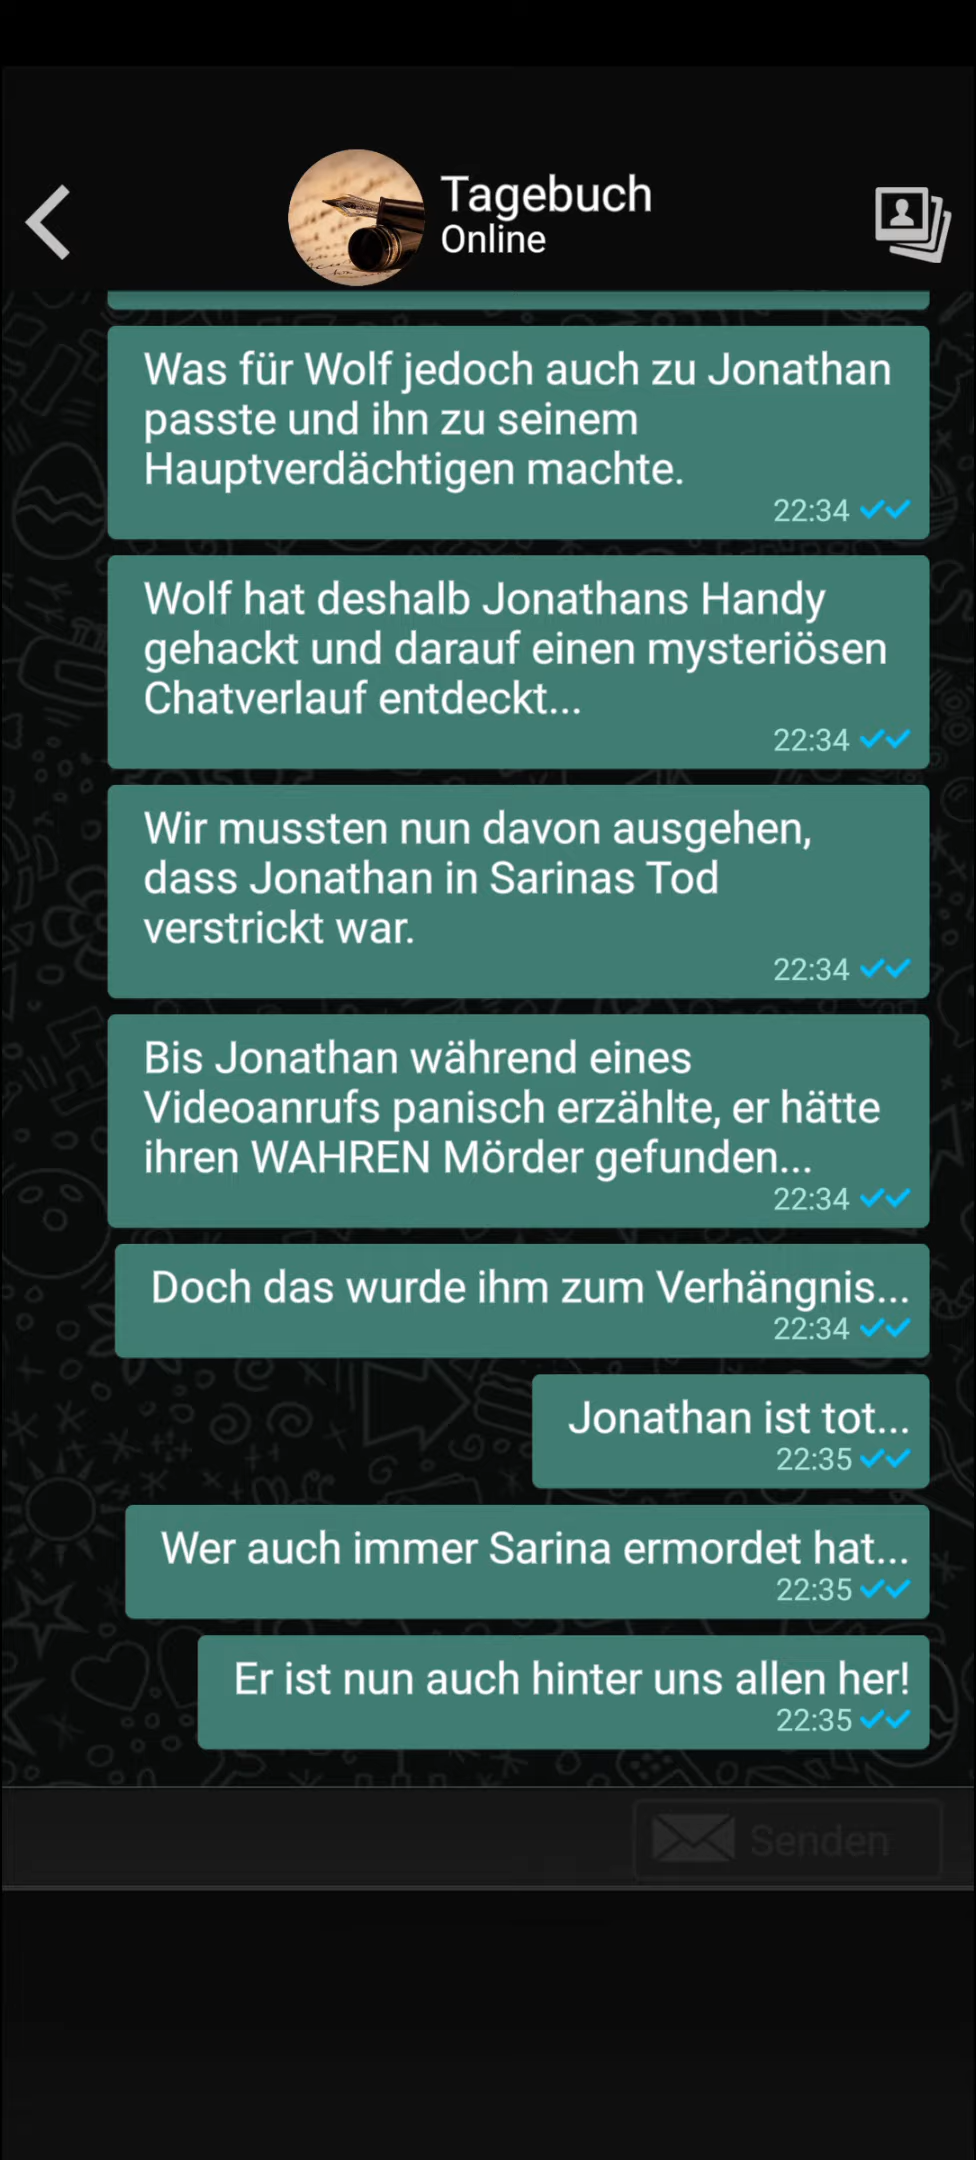 Tagebuch
Online
Was für Wolf jedoch auch zu Jonathan
passte und ihn zu seinem
Hauptverdächtigen machte.
22:34
Wolf hat deshalb Jonathans Handy
gehackt und darauf einen mysteriösen
Chatverlauf entdeckt...
22:34
Wir mussten nun davon ausgehen,
dass Jonathan in Sarinas Tod
verstrickt war.
22:34
Bis Jonathan während eines
Videoanrufs panisch erzählte, er hätte
ihren WAHREN Mörder gefunden...
22:34
Doch das wurde ihm zum Verhängnis...
22:34
Jonathan ist tot...
22:35
Wer auch immer Sarina ermordet hat...
22:35
Er ist nun auch hinter uns allen her!
22:35
Senden